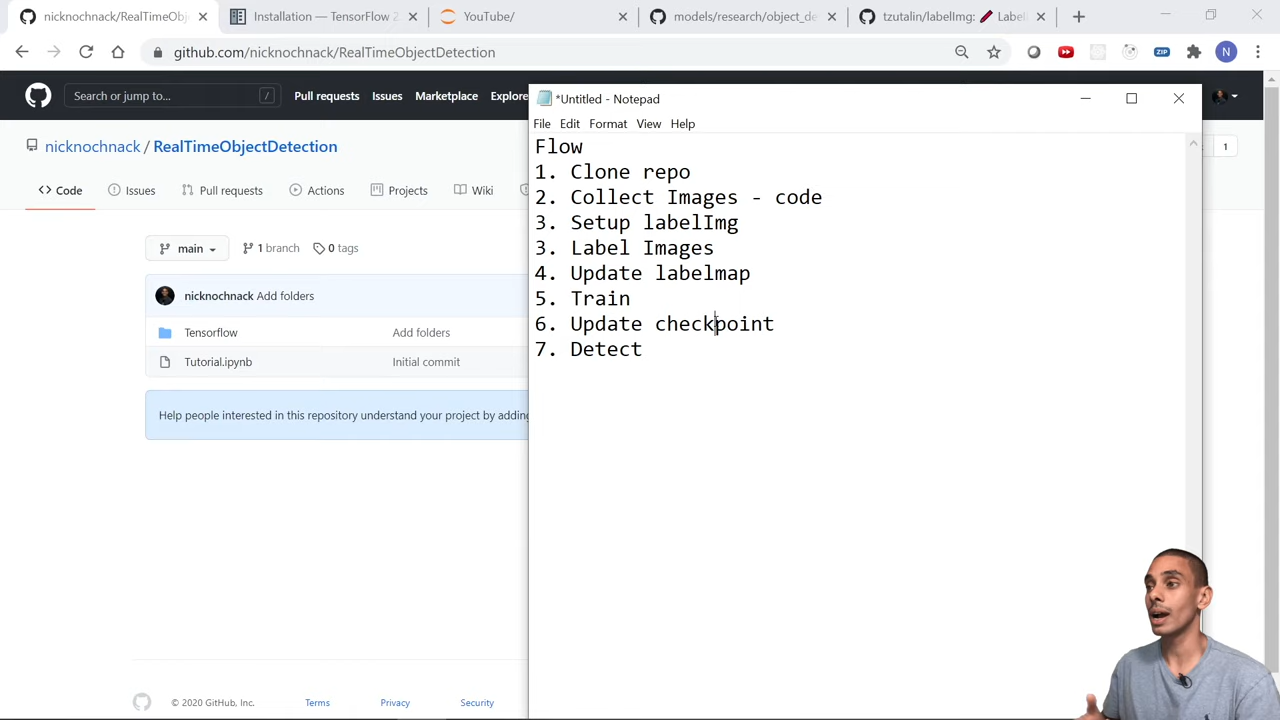 nicknochnack/RealTimeObj
Installation — TensorFlow 2.
YouTube/
models/research/object_de
tzutalin/labelImg: 🖍️ Label
github.com/nicknochnack/RealTimeObjectDetection
ZIP
N
Search or jump to...
/
Pull requests
Issues
Marketplace
Explore
*Untitled - Notepad
File
Edit
Format
View
Help
nicknochnack / RealTimeObjectDetection
1
Code
Issues
Pull requests
Actions
Projects
Wiki
Flow
1. Clone repo
2. Collect Images - code
3. Setup labelImg
3. Label Images
4. Update labelmap
5. Train
6. Update checkpoint
7. Detect
main
1 branch
0 tags
nicknochnack Add folders
Tensorflow
Add folders
Tutorial.ipynb
Initial commit
Help people interested in this repository understand your project by adding
© 2020 GitHub, Inc.
Terms
Privacy
Security